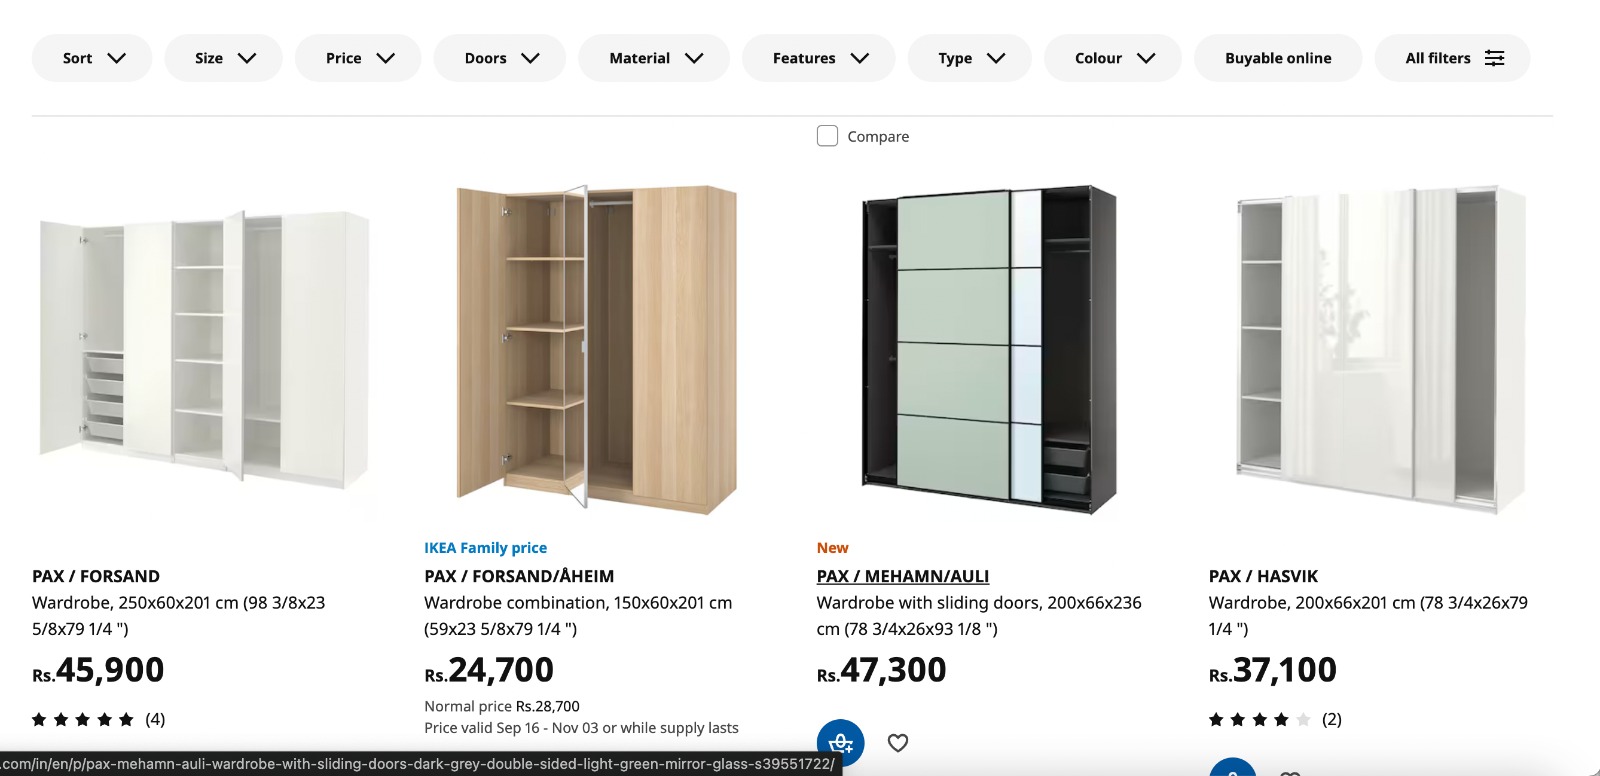 Sort
Size
Price
Doors
Material
Features
Type
Colour
Buyable online
All filters
Compare
PAX / FORSAND
Wardrobe, 250x60x201 cm (98 3/8x23
5/8x79 1/4 ")
Rs.45,900
(4)
IKEA Family price
PAX / FORSAND/ÅHEIM
Wardrobe combination, 150x60x201 cm
(59x23 5/8x79 1/4 ")
Rs.24,700
Normal price Rs.28,700
Price valid Sep 16 - Nov 03 or while supply lasts
New
PAX / MEHAMN/AULI
Wardrobe with sliding doors, 200x66x236
cm (78 3/4x26x93 1/8 ")
Rs.47,300
PAX / HASVIK
Wardrobe, 200x66x201 cm (78 3/4x26x79
1/4 ")
Rs.37,100
(2)
.com/in/en/p/pax-mehamn-auli-wardrobe-with-sliding-doors-dark-grey-double-sided-light-green-mirror-glass-s39551722/